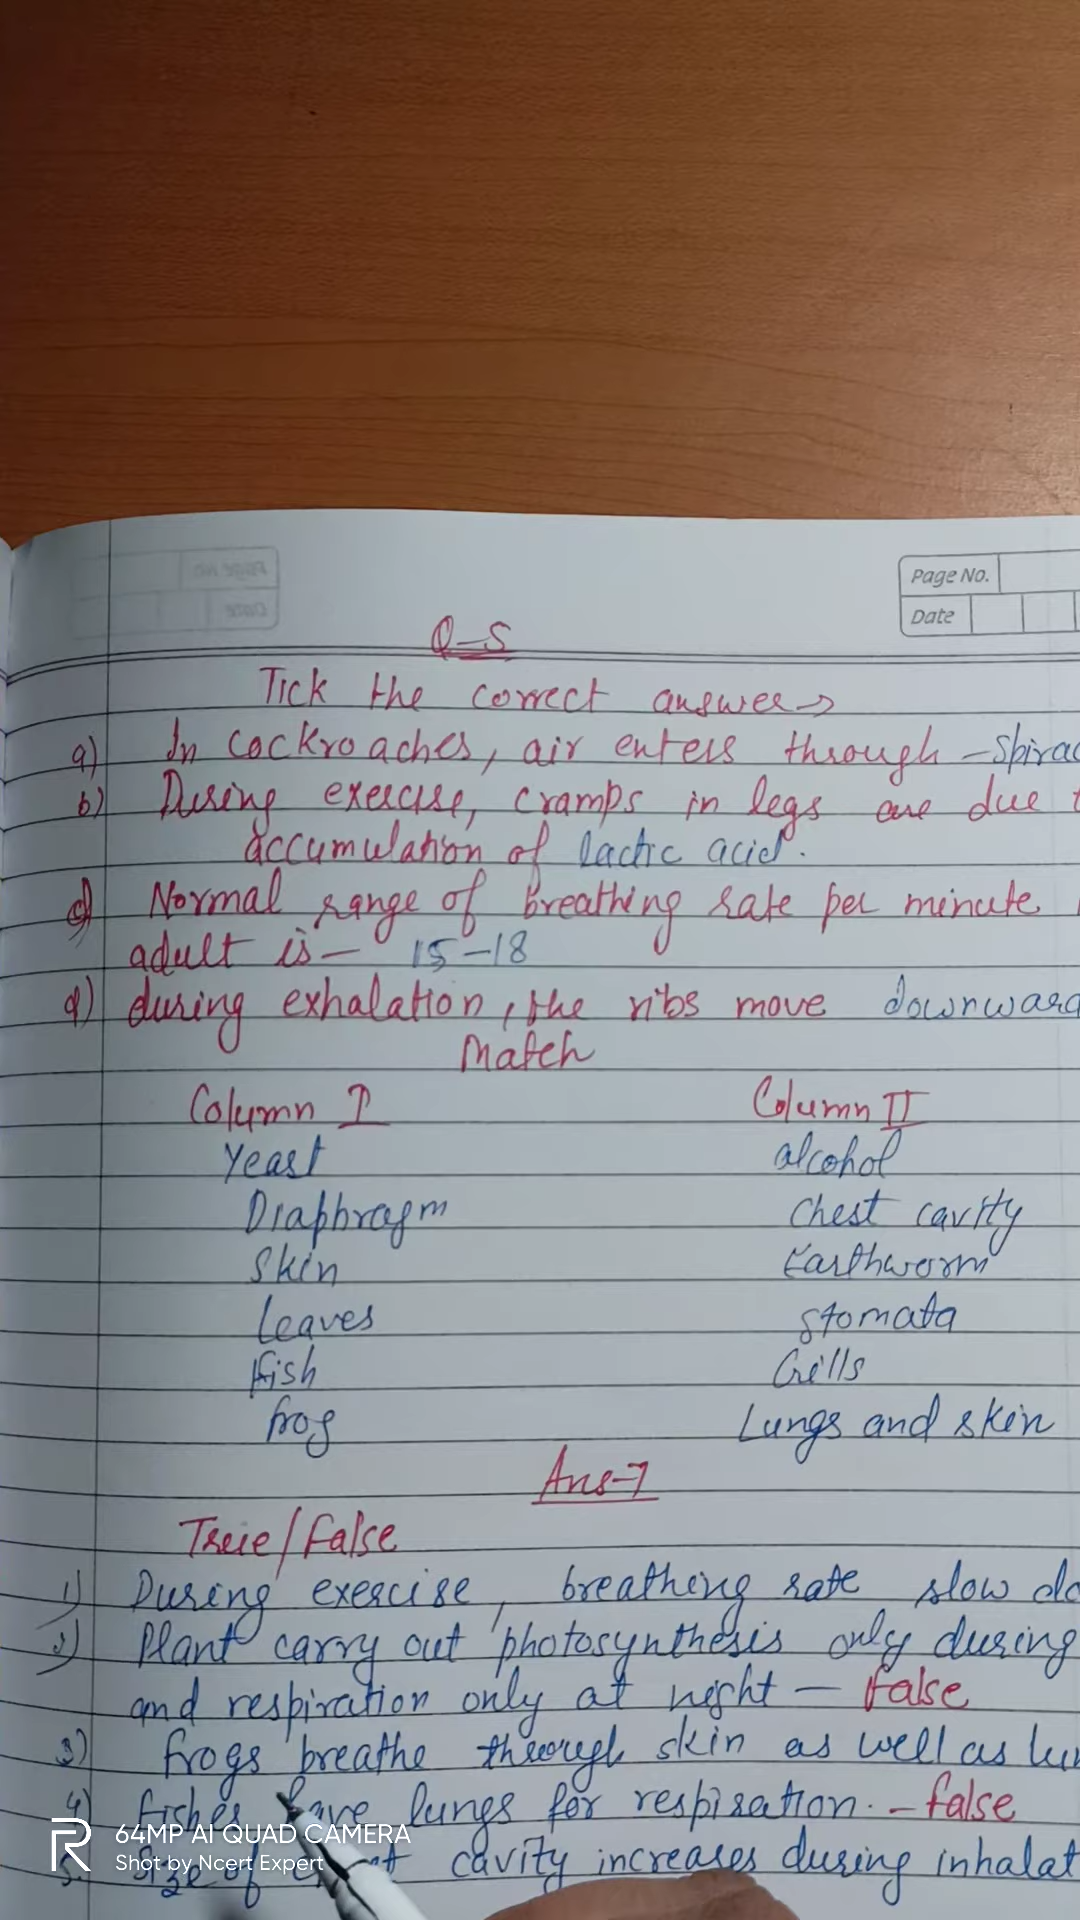 Page No.
Date
Q-5
Tick the correct answer→
a) In cockroaches, air enters through - Spirac
b) During exercise, cramps in legs are due t
accumulation of lactic acid.
c) Normal range of breathing rate per minute
adult is - 15-18
d) during exhalation, the ribs move downward
Match
Column I Column II
Yeast alcohol
Diaphragm Chest cavity
Skin Earthworm
Leaves Stomata
Fish Gills
frog Lungs and skin
Ans-7
True/False
1) During exercise, breathing rate slow do
2) Plant carry out photosynthesis only during
and respiration only at night - False
3) frogs breathe through skin as well as lun
4) fishes have lungs for respiration. - false
5. Size of cavity increases during inhalat
64MP AI QUAD CAMERA
Shot by Ncert Expert